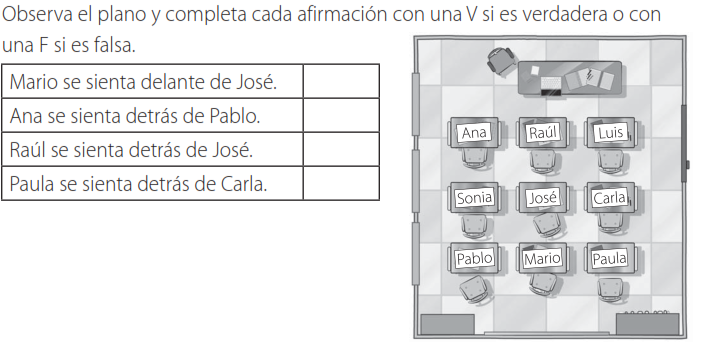 Observa el plano y completa cada afirmación con una V si es verdadera o con
una F si es falsa.
Mario se sienta delante de José.
Ana se sienta detrás de Pablo.
Raúl se sienta detrás de José.
Paula se sienta detrás de Carla.
Ana Raúl Luis
Sonia José Carla
Pablo Mario Paula